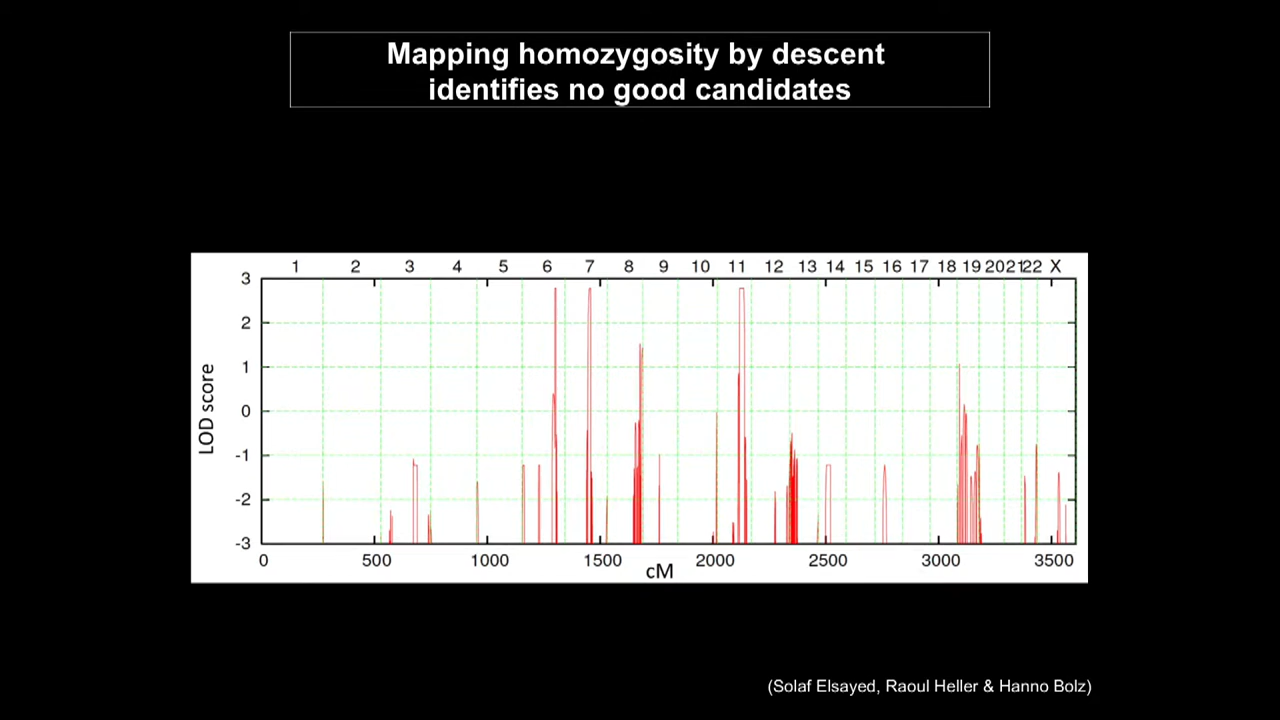 Mapping homozygosity by descent
identifies no good candidates
1 2 3 4 5 6 7 8 9 10 11 12 13 14 15 16 17 18 19 20 21 22 X
3
2
1
0
-1
-2
-3
LOD score
0 500 1000 1500 2000 2500 3000 3500
cM
(Solaf Elsayed, Raoul Heller & Hanno Bolz)